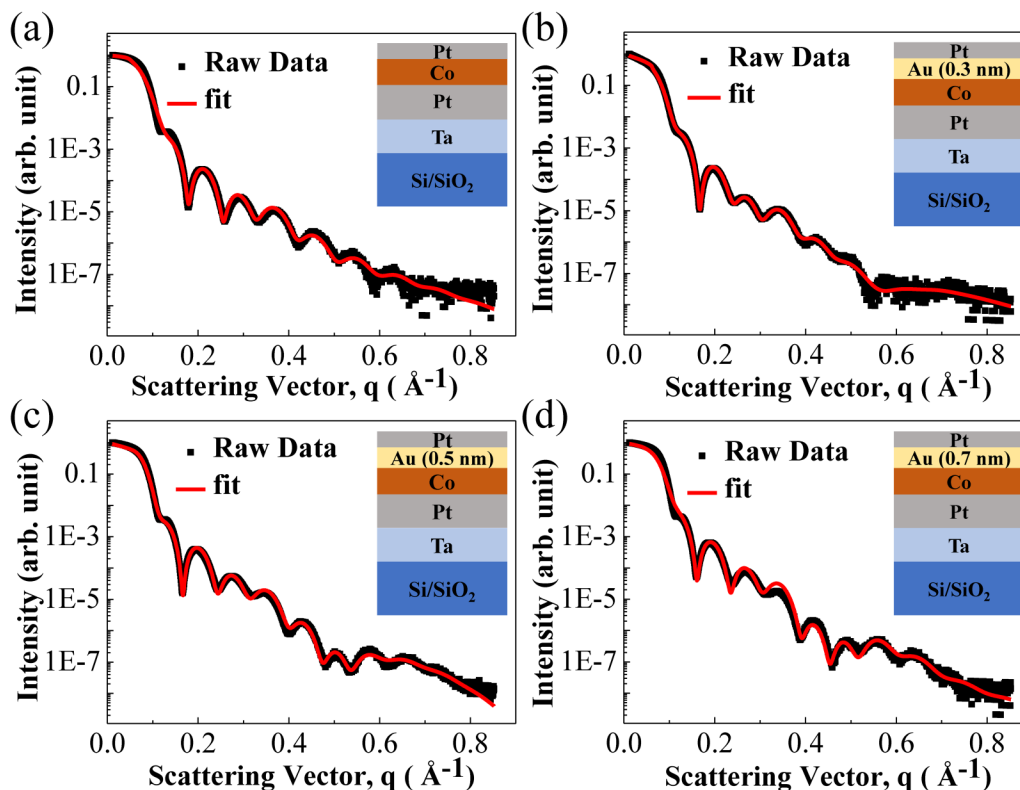 (a)
Intensity (arb. unit)
0.1
1E-3
1E-5
1E-7
Raw Data
fit
Pt
Co
Pt
Ta
Si/SiO₂
0.0 0.2 0.4 0.6 0.8
Scattering Vector, q ( Å⁻¹)
(b)
Intensity (arb. unit)
0.1
1E-3
1E-5
1E-7
Raw Data
fit
Pt
Au (0.3 nm)
Co
Pt
Ta
Si/SiO₂
0.0 0.2 0.4 0.6 0.8
Scattering Vector, q ( Å⁻¹)
(c)
Intensity (arb. unit)
0.1
1E-3
1E-5
1E-7
Raw Data
fit
Pt
Au (0.5 nm)
Co
Pt
Ta
Si/SiO₂
0.0 0.2 0.4 0.6 0.8
Scattering Vector, q ( Å⁻¹)
(d)
Intensity (arb. unit)
0.1
1E-3
1E-5
1E-7
Raw Data
fit
Pt
Au (0.7 nm)
Co
Pt
Ta
Si/SiO₂
0.0 0.2 0.4 0.6 0.8
Scattering Vector, q ( Å⁻¹)